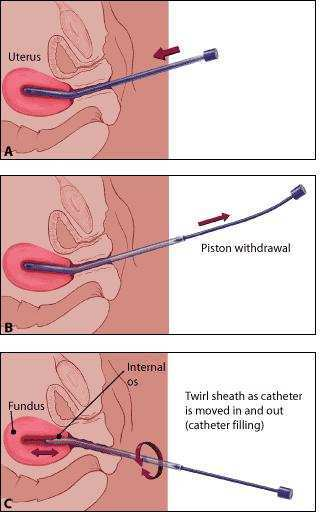 Uterus
A
Piston withdrawal
B
Internal
os
Fundus
Twirl sheath as catheter
is moved in and out
(catheter filling)
C